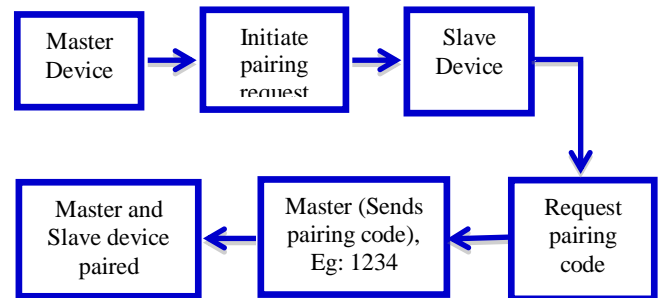 Master
Device
Initiate
pairing
request
Slave
Device
Request
pairing
code
Master (Sends
pairing code),
Eg: 1234
Master and
Slave device
paired